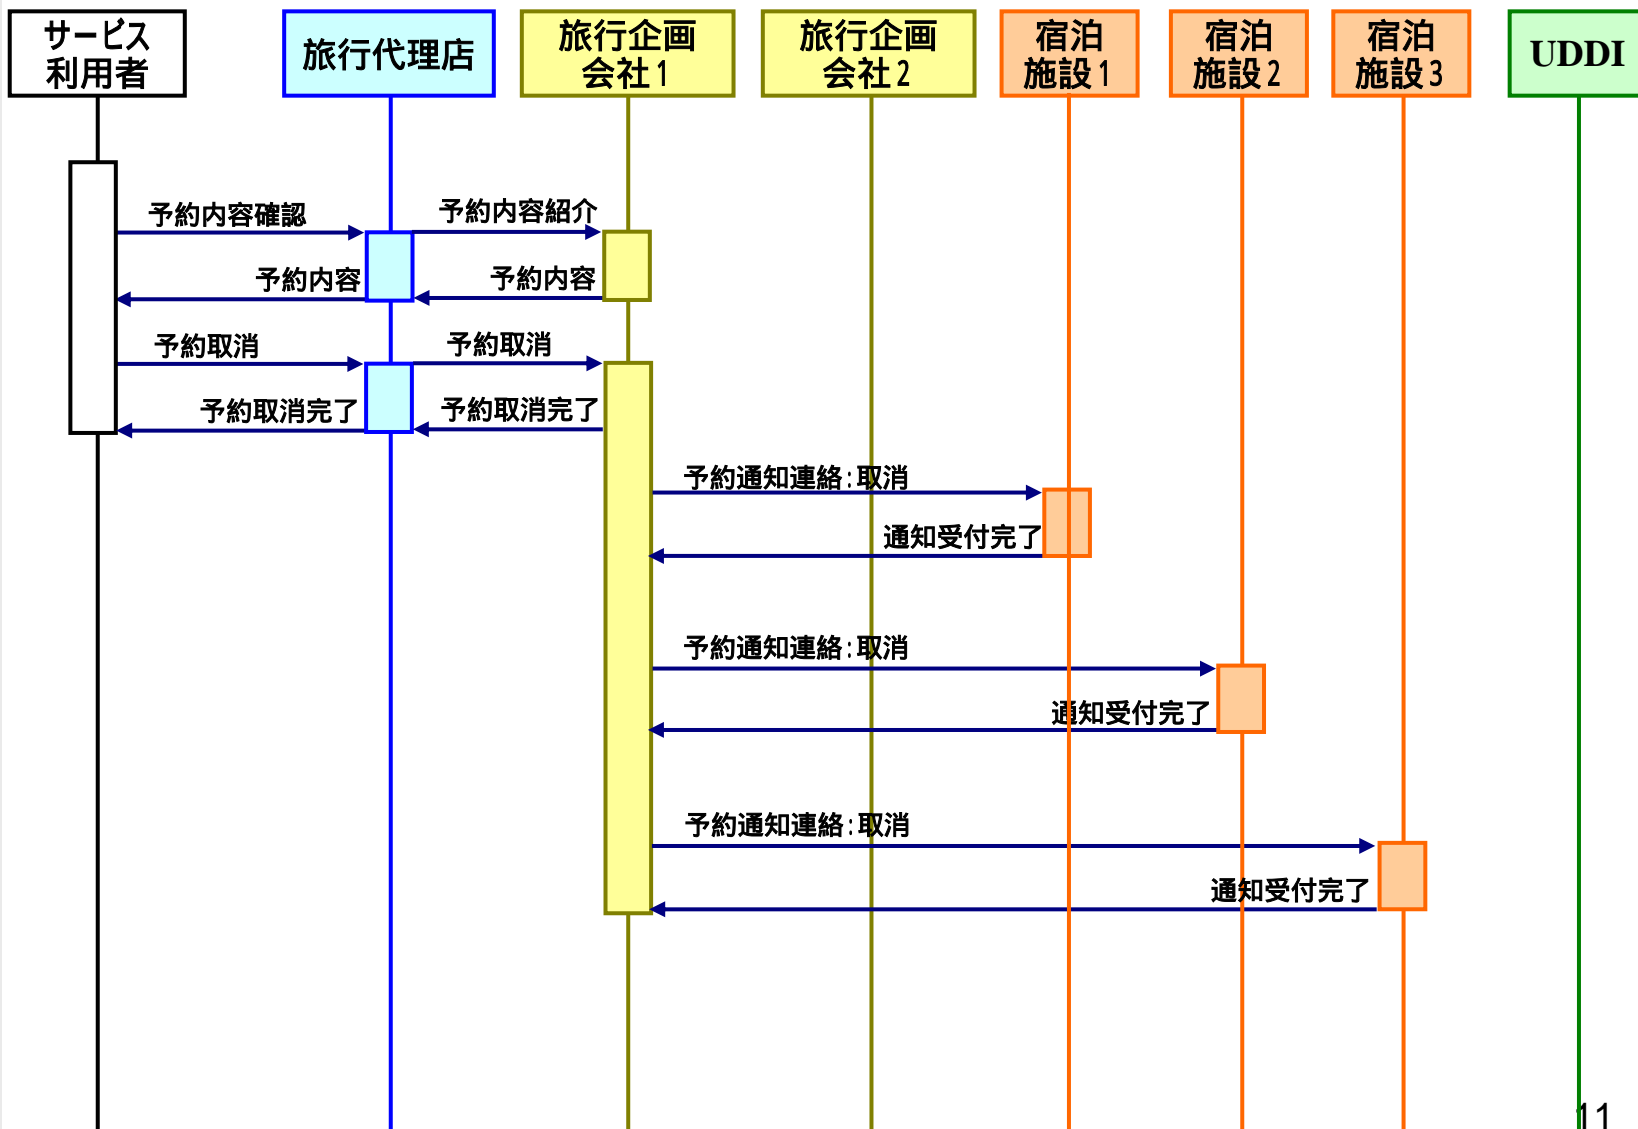 サービス
利用者
旅行代理店
旅行企画
会社1
旅行企画
会社2
宿泊
施設1
宿泊
施設2
宿泊
施設3
UDDI
予約内容確認
予約内容紹介
予約内容
予約内容
予約取消
予約取消
予約取消完了
予約取消完了
予約通知連絡:取消
通知受付完了
予約通知連絡:取消
通知受付完了
予約通知連絡:取消
通知受付完了
11